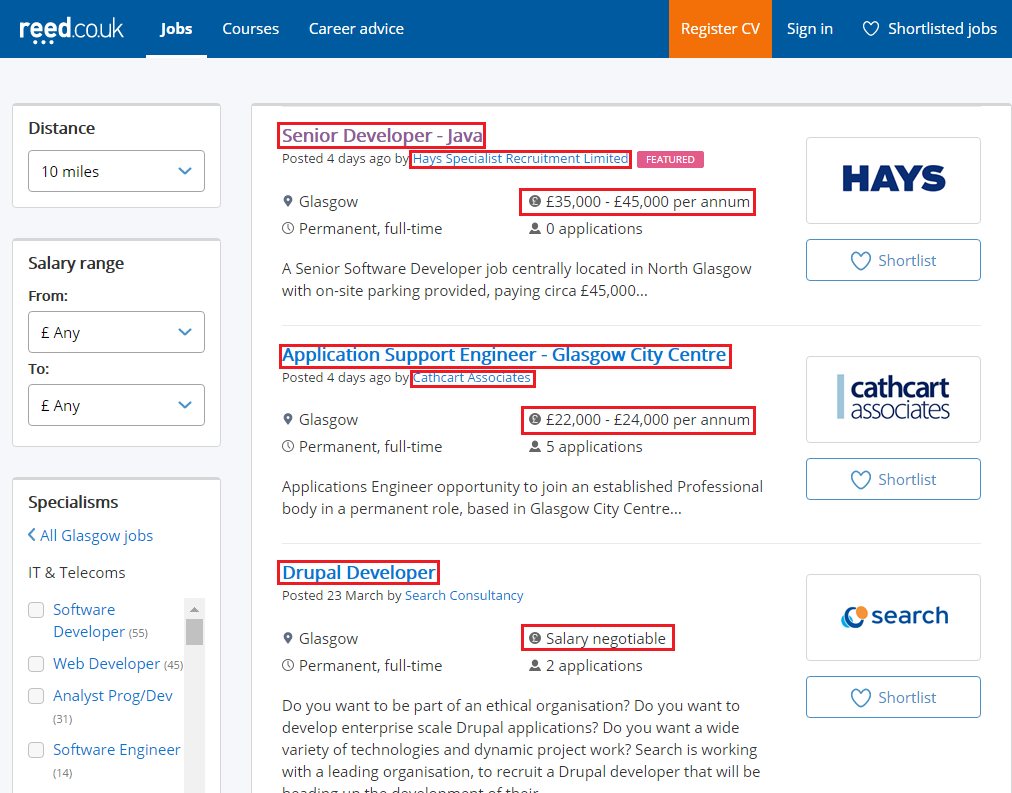 reed.co.uk Jobs Courses Career advice Register CV Sign in Shortlisted jobs
Distance
10 miles
Salary range
From:
£ Any
To:
£ Any
Specialisms
All Glasgow jobs
IT & Telecoms
Software
Developer (55)
Web Developer (45)
Analyst Prog/Dev
(31)
Software Engineer
(14)
Senior Developer - Java
Posted 4 days ago by Hays Specialist Recruitment Limited FEATURED
Glasgow £35,000 - £45,000 per annum
Permanent, full-time 0 applications
A Senior Software Developer job centrally located in North Glasgow
with on-site parking provided, paying circa £45,000...
HAYS
Shortlist
Application Support Engineer - Glasgow City Centre
Posted 4 days ago by Cathcart Associates
Glasgow £22,000 - £24,000 per annum
Permanent, full-time 5 applications
Applications Engineer opportunity to join an established Professional
body in a permanent role, based in Glasgow City Centre...
cathcart
associates
Shortlist
Drupal Developer
Posted 23 March by Search Consultancy
Glasgow Salary negotiable
Permanent, full-time 2 applications
Do you want to be part of an ethical organisation? Do you want to
develop enterprise scale Drupal applications? Do you want a wide
variety of technologies and dynamic project work? Search is working
with a leading organisation, to recruit a Drupal developer that will be
heading up the development of their
search
Shortlist